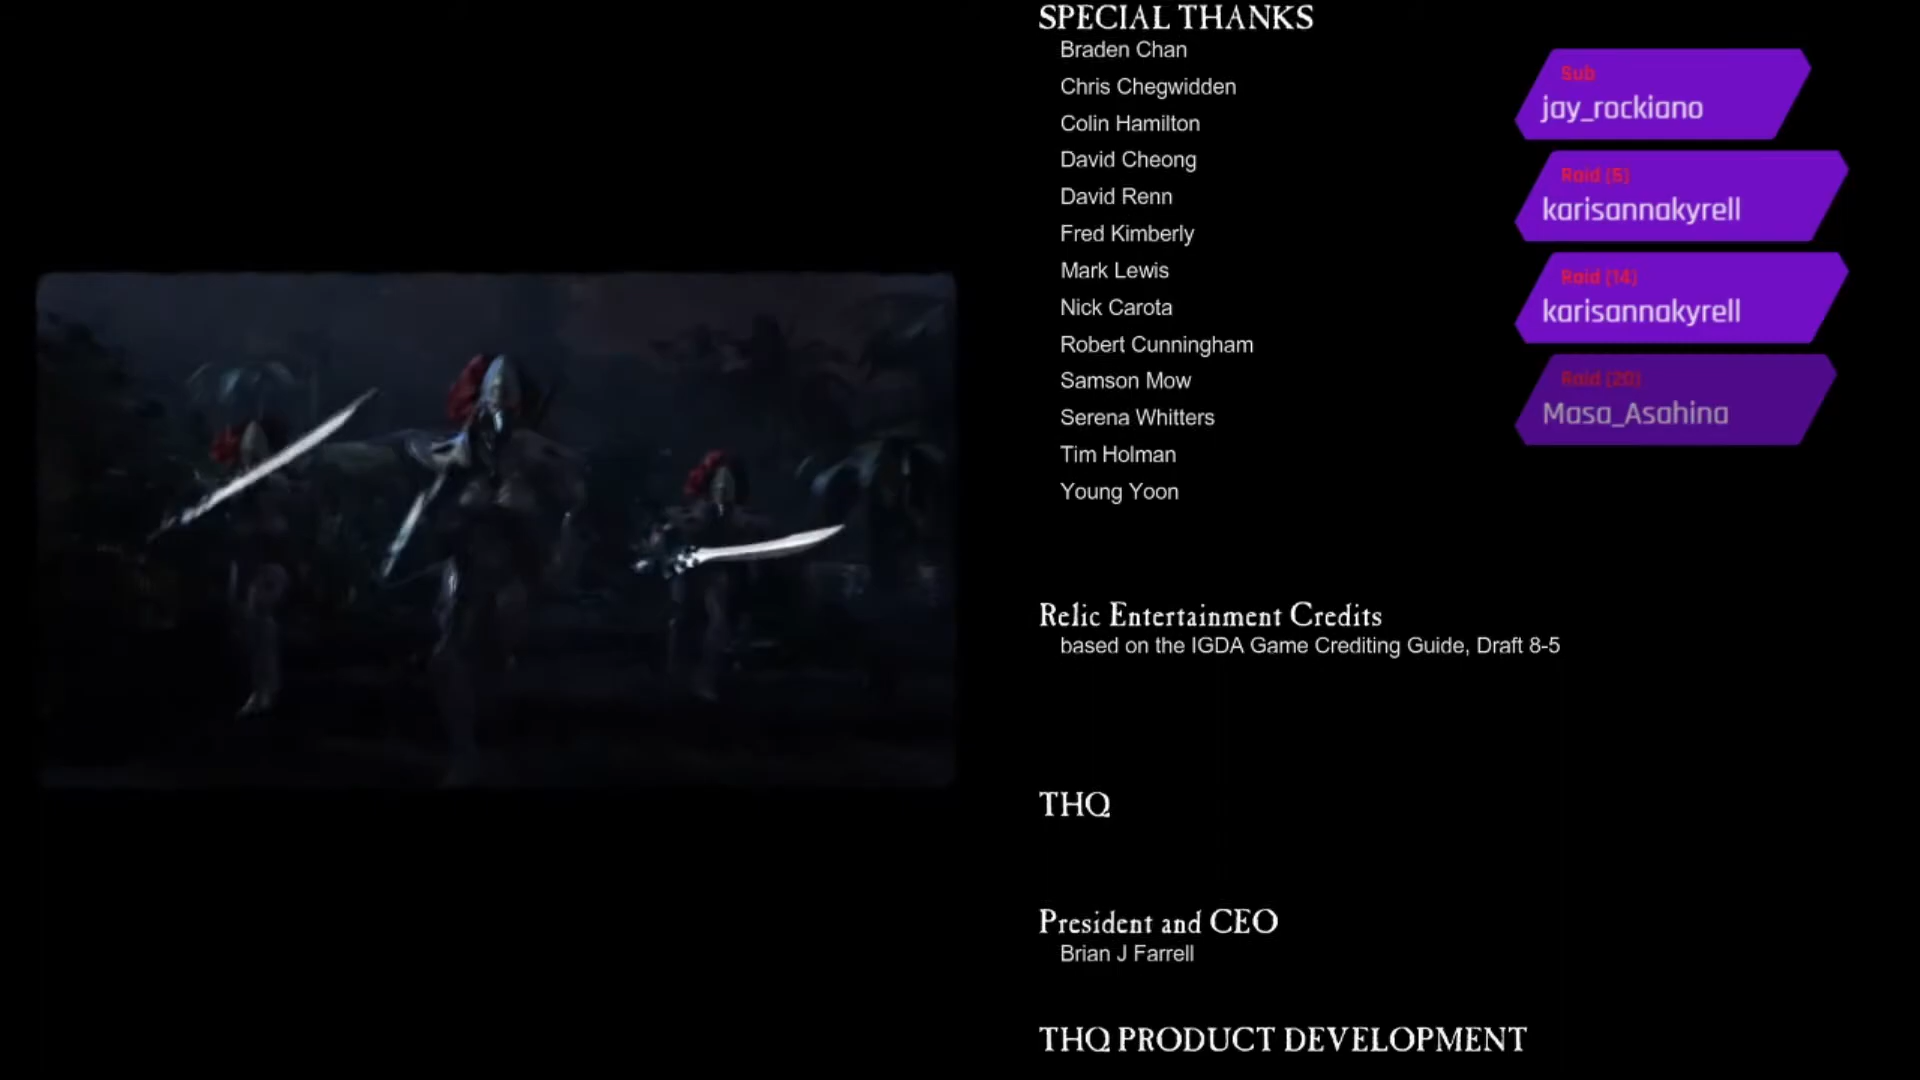 SPECIAL THANKS
Braden Chan
Chris Chegwidden
Colin Hamilton
David Cheong
David Renn
Fred Kimberly
Mark Lewis
Nick Carota
Robert Cunningham
Samson Mow
Serena Whitters
Tim Holman
Young Yoon
Relic Entertainment Credits
based on the IGDA Game Crediting Guide, Draft 8-5
THQ
President and CEO
Brian J Farrell
THQ PRODUCT DEVELOPMENT
Sub
jay_rockiano
Raid (5)
karisannakyrell
Raid (14)
karisannakyrell
Raid (20)
Masa_Asahina